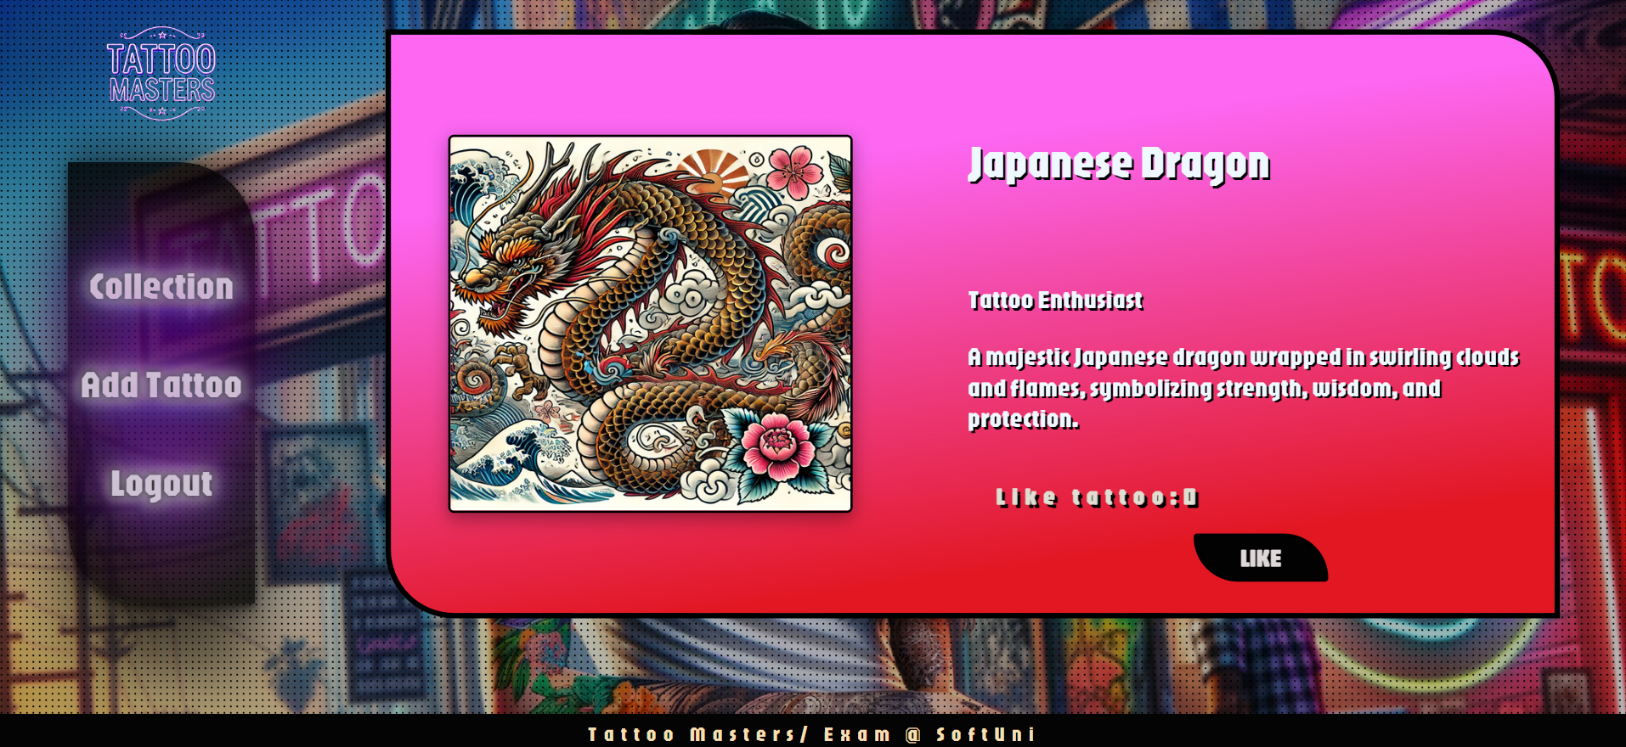 TATTOO
MASTERS
Collection
Add Tattoo
Logout
Japanese Dragon
Tattoo Enthusiast
A majestic Japanese dragon wrapped in swirling clouds
and flames, symbolizing strength, wisdom, and
protection.
Like tattoo:0
LIKE
Tattoo Masters/ Exam @ SoftUni